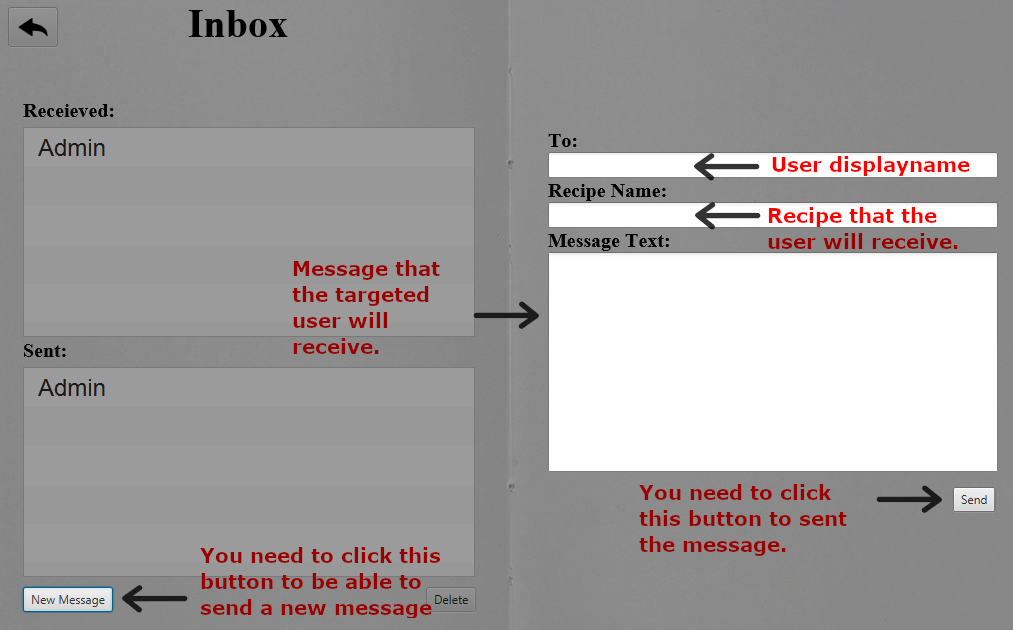 Inbox
Receieved:
Admin
Message that
the targeted
user will
receive.
Sent:
Admin
You need to click this
button to be able to
send a new message
New Message
Delete
To:
User displayname
Recipe Name:
Recipe that the
user will receive.
Message Text:
You need to click
this button to sent
the message.
Send